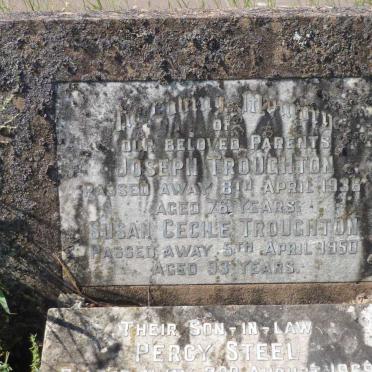 In Loving Memory
OF
OUR BELOVED PARENTS
JOSEPH TROUGHTON
PASSED AWAY 8TH APRIL
AGED 78 YEARS.
SUSAN CECILE TROUGHTON
PASSED AWAY 5TH APRIL 1950
AGED 93 YEARS.
THEIR SON-IN-LAW
PERCY STEEL
AUGUST